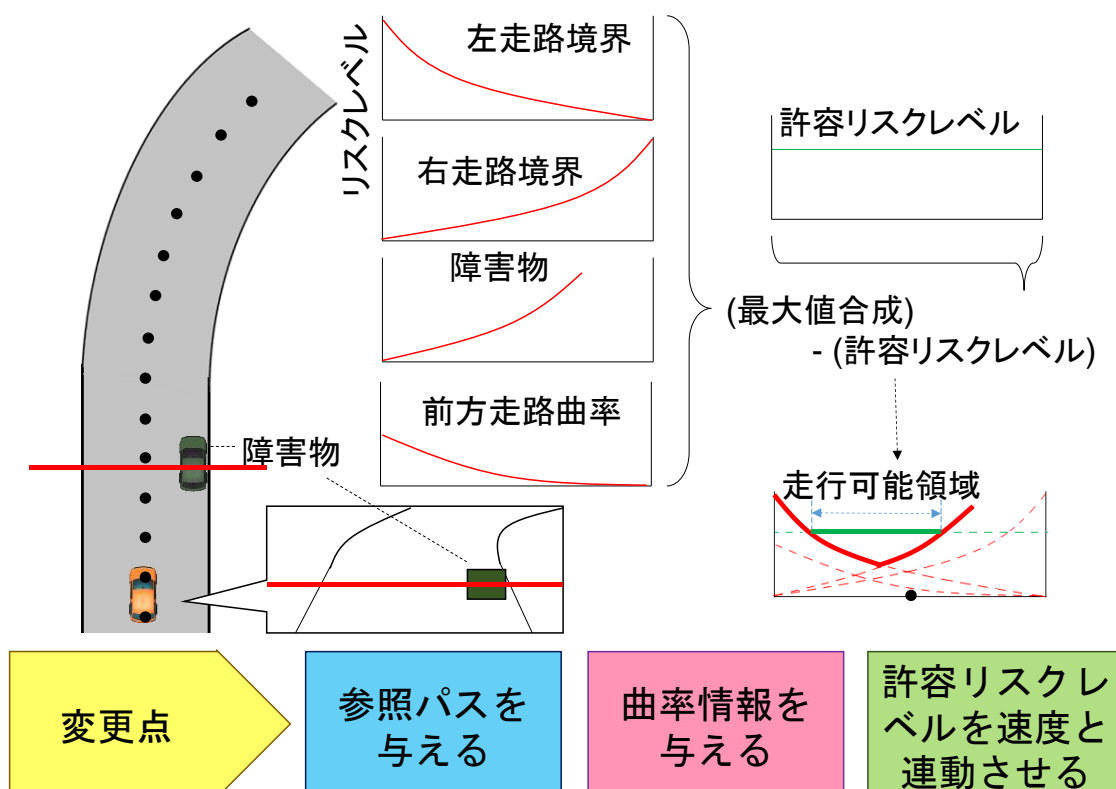 リスクレベル
左走路境界
右走路境界
障害物
前方走路曲率
許容リスクレベル
(最大値合成)
- (許容リスクレベル)
走行可能領域
障害物
変更点
参照パスを
与える
曲率情報を
与える
許容リスクレ
ベルを速度と
連動させる